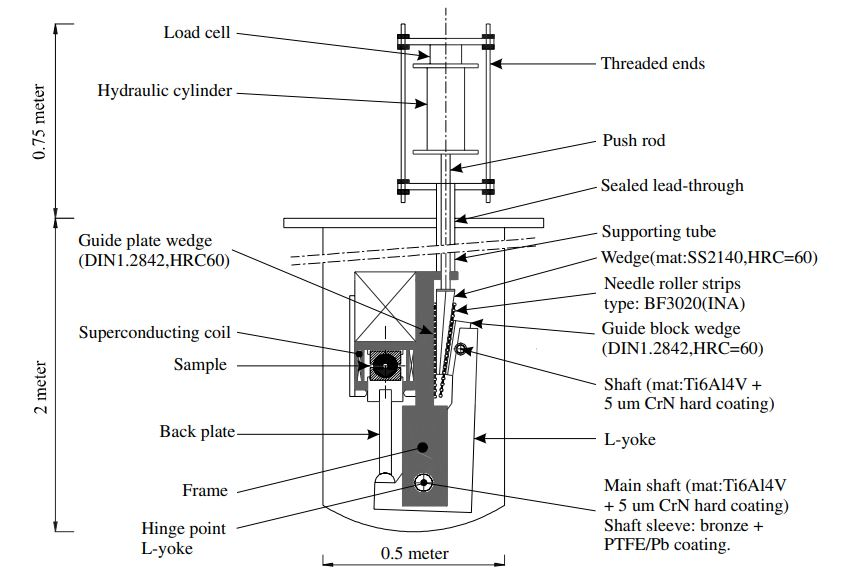 Load cell
Hydraulic cylinder
0.75 meter
Threaded ends
Push rod
Sealed lead-through
Guide plate wedge
(DIN1.2842,HRC60)
Supporting tube
Wedge(mat:SS2140,HRC=60)
Needle roller strips
type: BF3020(INA)
Guide block wedge
(DIN1.2842,HRC=60)
Superconducting coil
Sample
2 meter
Shaft (mat:Ti6Al4V +
5 um CrN hard coating)
Back plate
L-yoke
Frame
Main shaft (mat:Ti6Al4V
+ 5 um CrN hard coating)
Shaft sleeve: bronze +
PTFE/Pb coating.
Hinge point
L-yoke
0.5 meter